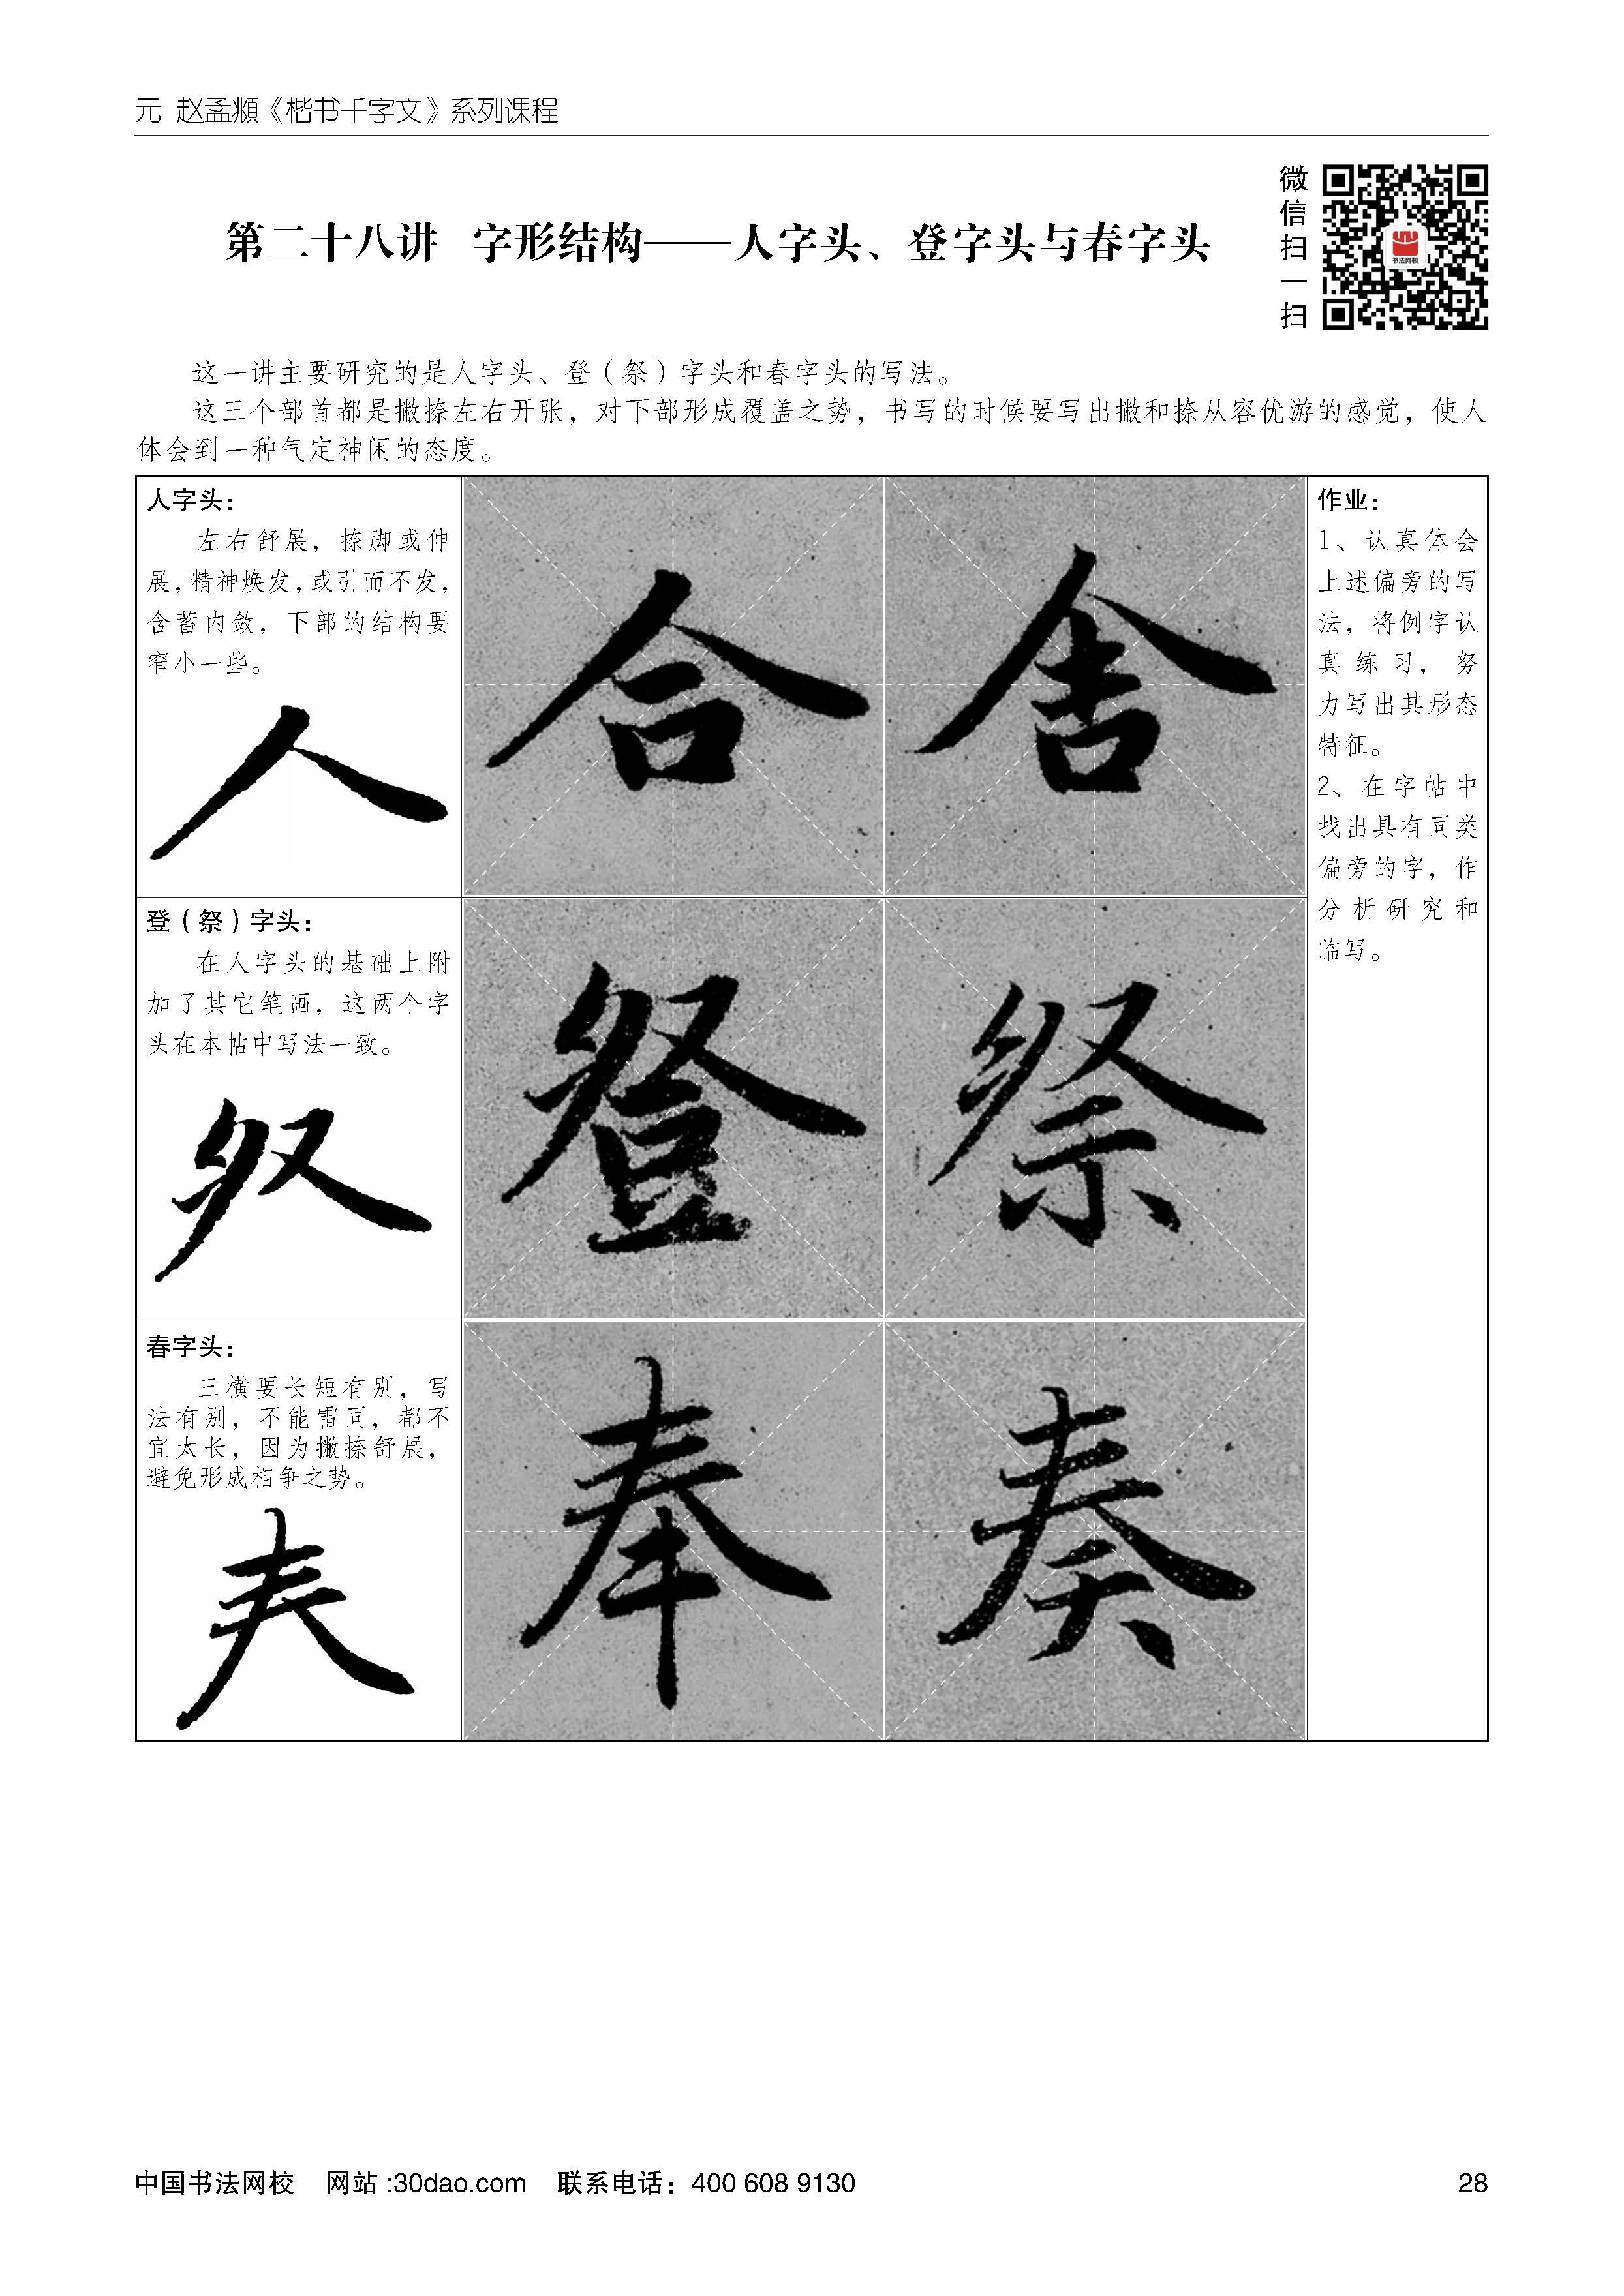 元 赵孟頫《楷书千字文》系列课程
微信扫一扫
书法网校
第二十八讲 字形结构——人字头、登字头与春字头
这一讲主要研究的是人字头、登（祭）字头和春字头的写法。
这三个部首都是撇捺左右开张，对下部形成覆盖之势，书写的时候要写出撇和捺从容优游的感觉，使人
体会到一种气定神闲的态度。
人字头：
左右舒展，捺脚或伸
展，精神焕发，或引而不发，
含蓄内敛，下部的结构要
窄小一些。
人
合 舍
登（祭）字头：
在人字头的基础上附
加了其它笔画，这两个字
头在本帖中写法一致。
登 祭
春字头：
三横要长短有别，写
法有别，不能雷同，都不
宜太长，因为撇捺舒展，
避免形成相争之势。
𡗗
奉 奏
作业：
1、认真体会
上述偏旁的写
法，将例字认
真练习，努
力写出其形态
特征。
2、在字帖中
找出具有同类
偏旁的字，作
分析研究和
临写。
中国书法网校 网站 :30dao.com 联系电话：400 608 9130
28